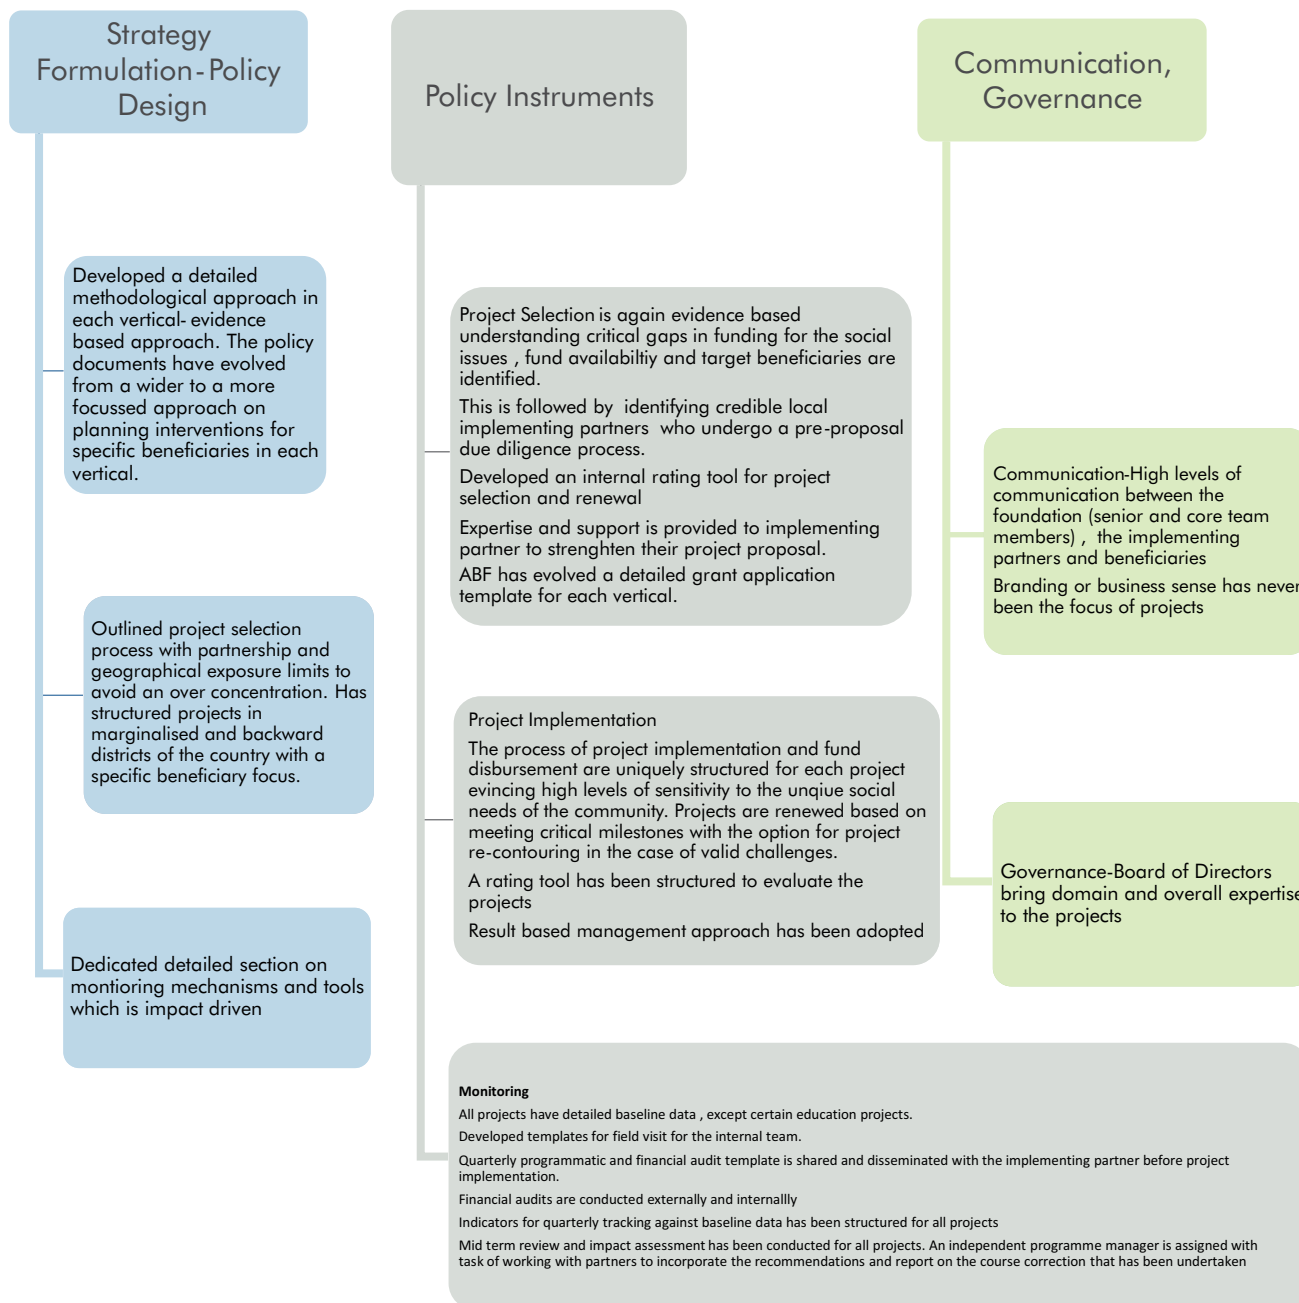 Strategy
Formulation-Policy
Design
Developed a detailed
methodological approach in
each vertical- evidence
based approach. The policy
documents have evolved
from a wider to a more
focussed approach on
planning interventions for
specific beneficiaries in each
vertical.
Outlined project selection
process with partnership and
geographical exposure limits to
avoid an over concentration. Has
structured projects in
marginalised and backward
districts of the country with a
specific beneficiary focus.
Dedicated detailed section on
montioring mechanisms and tools
which is impact driven
Policy Instruments
Project Selection is again evidence based
understanding critical gaps in funding for the social
issues , fund availabiltiy and target beneficiaries are
identified.
This is followed by identifying credible local
implementing partners who undergo a pre-proposal
due diligence process.
Developed an internal rating tool for project
selection and renewal
Expertise and support is provided to implementing
partner to strenghten their project proposal.
ABF has evolved a detailed grant application
template for each vertical.
Project Implementation
The process of project implementation and fund
disbursement are uniquely structured for each project
evincing high levels of sensitivity to the unqiue social
needs of the community. Projects are renewed based on
meeting critical milestones with the option for project
re-contouring in the case of valid challenges.
A rating tool has been structured to evaluate the
projects
Result based management approach has been adopted
Monitoring
All projects have detailed baseline data , except certain education projects.
Developed templates for field visit for the internal team.
Quarterly programmatic and financial audit template is shared and disseminated with the implementing partner before project
implementation.
Financial audits are conducted externally and internallly
Indicators for quarterly tracking against baseline data has been structured for all projects
Mid term review and impact assessment has been conducted for all projects. An independent programme manager is assigned with
task of working with partners to incorporate the recommendations and report on the course correction that has been undertaken
Communication,
Governance
Communication-High levels of
communication between the
foundation (senior and core team
members) , the implementing
partners and beneficiaries
Branding or business sense has never
been the focus of projects
Governance-Board of Directors
bring domain and overall expertise
to the projects